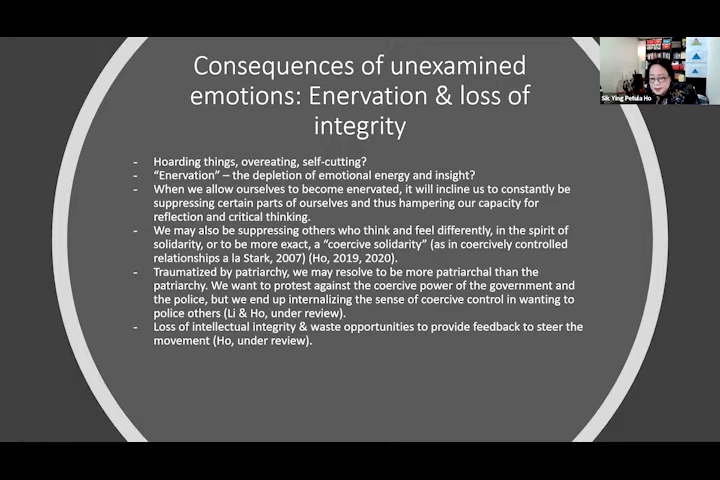 Consequences of unexamined
emotions: Enervation & loss of
integrity
- Hoarding things, overeating, self-cutting?
- “Enervation” – the depletion of emotional energy and insight?
- When we allow ourselves to become enervated, it will incline us to constantly be
suppressing certain parts of ourselves and thus hampering our capacity for
reflection and critical thinking.
- We may also be suppressing others who think and feel differently, in the spirit of
solidarity, or to be more exact, a “coercive solidarity” (as in coercively controlled
relationships a la Stark, 2007) (Ho, 2019, 2020).
- Traumatized by patriarchy, we may resolve to be more patriarchal than the
patriarchy. We want to protest against the coercive power of the government and
the police, but we end up internalizing the sense of coercive control in wanting to
police others (Li & Ho, under review).
- Loss of intellectual integrity & waste opportunities to provide feedback to steer the
movement (Ho, under review).
Sik Ying Petula Ho